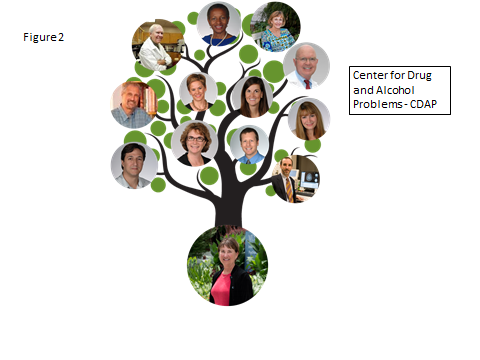 Figure 2
Center for Drug
and Alcohol
Problems - CDAP